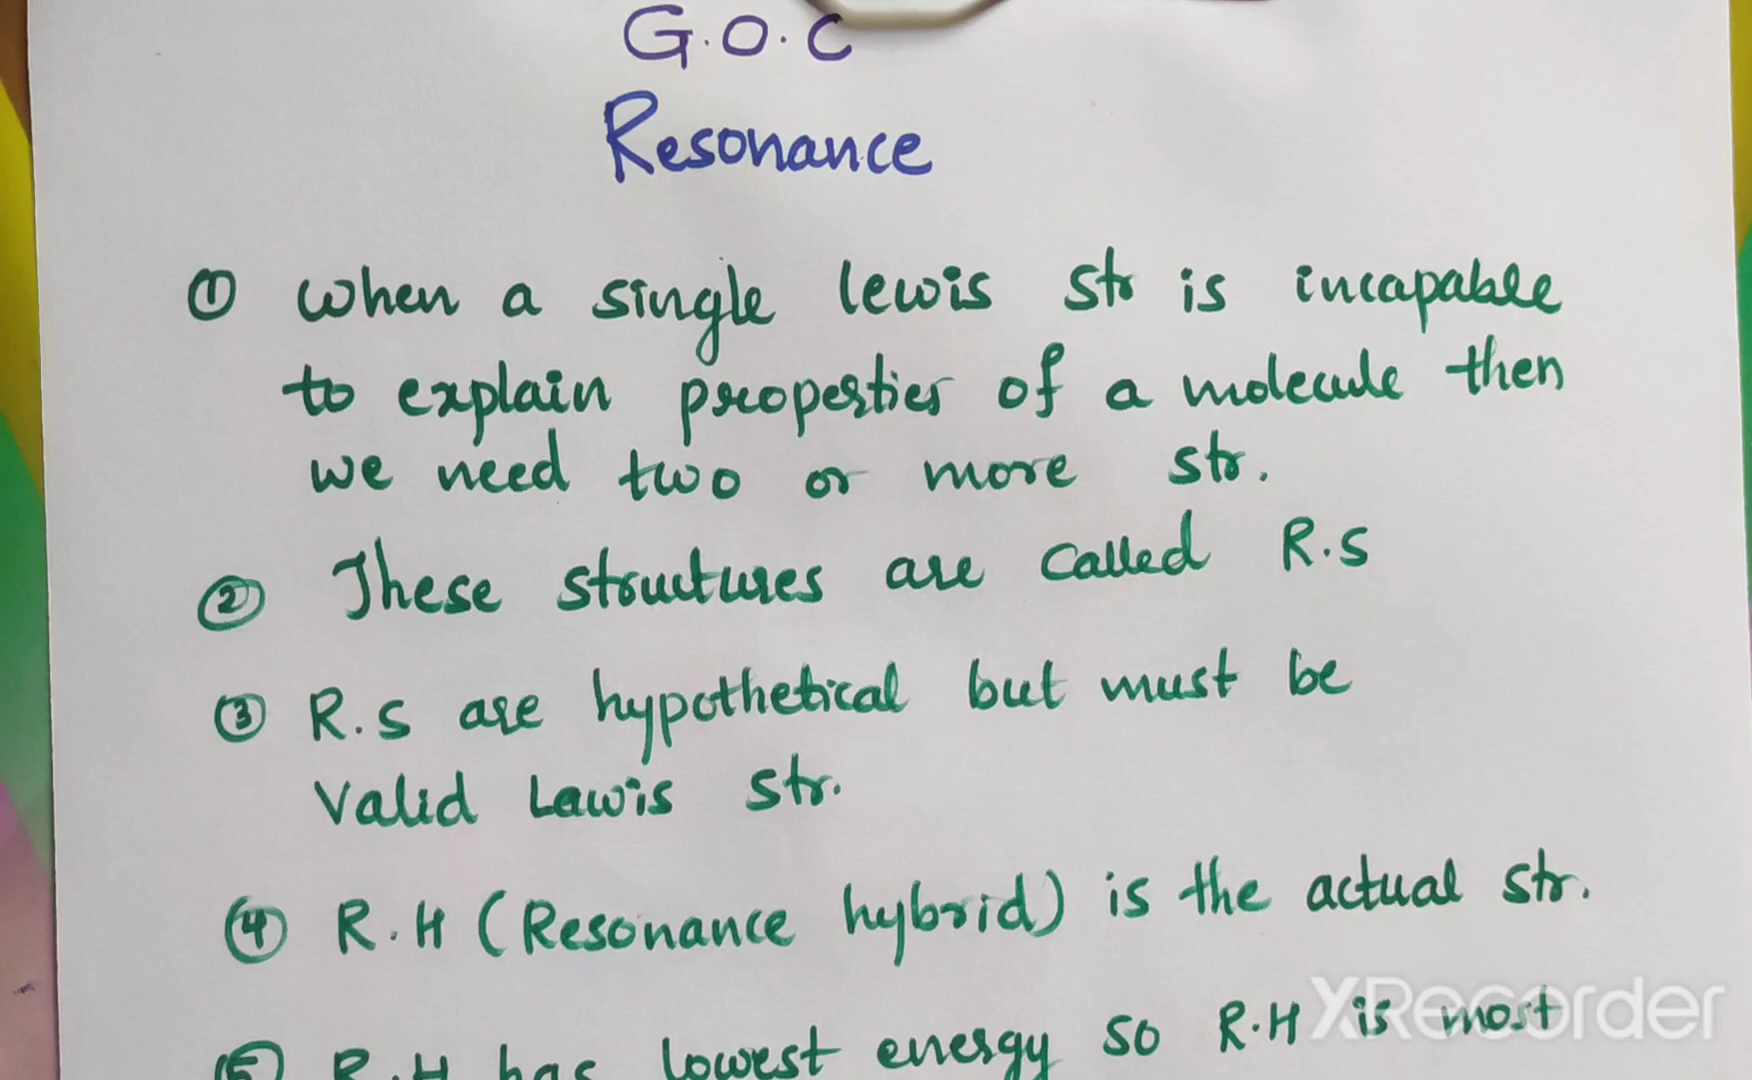 G.O.C
Resonance
① When a single lewis str is incapable
to explain properties of a molecule then
we need two or more str.
② These structures are called R.S
③ R.S are hypothetical but must be
Valid Lawis str.
④ R.H (Resonance hybrid) is the actual str.
⑤ R.H has lowest energy so R.H is most
XRecorder